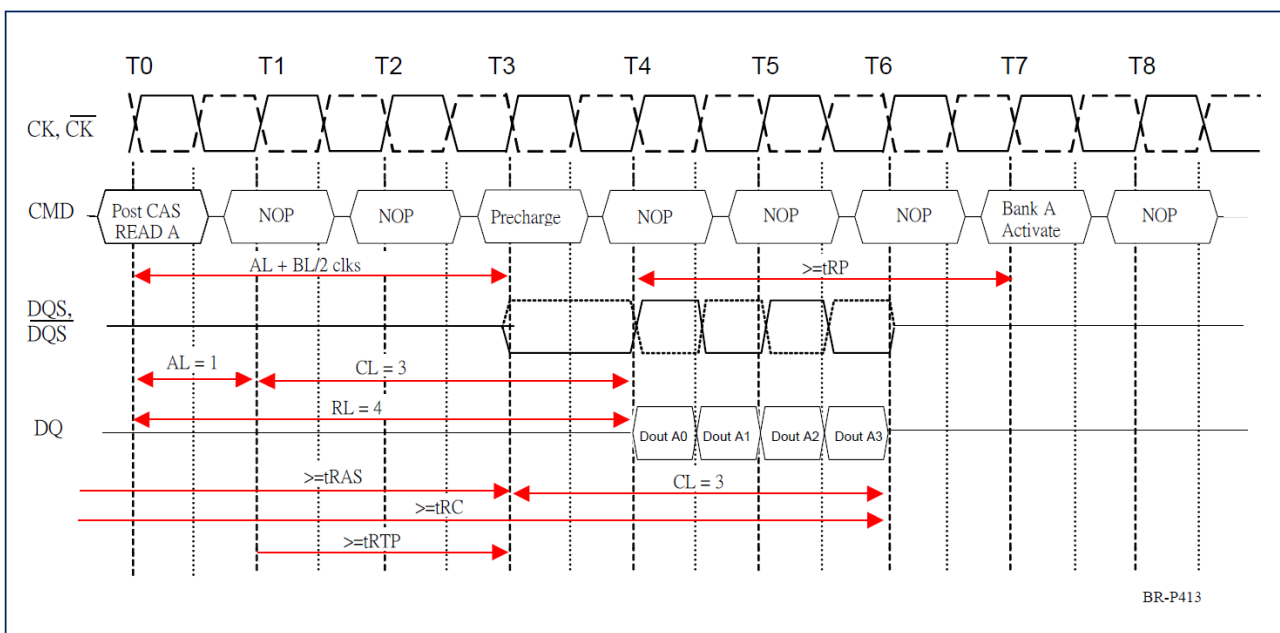 T0 T1 T2 T3 T4 T5 T6 T7 T8
CK, CK
CMD
Post CAS
READ A
NOP
NOP
Precharge
NOP
NOP
NOP
Bank A
Activate
NOP
AL + BL/2 clks
>=tRP
DQS,
DQS
AL = 1
CL = 3
RL = 4
DQ
Dout A0
Dout A1
Dout A2
Dout A3
>=tRAS
CL = 3
>=tRC
>=tRTP
BR-P413